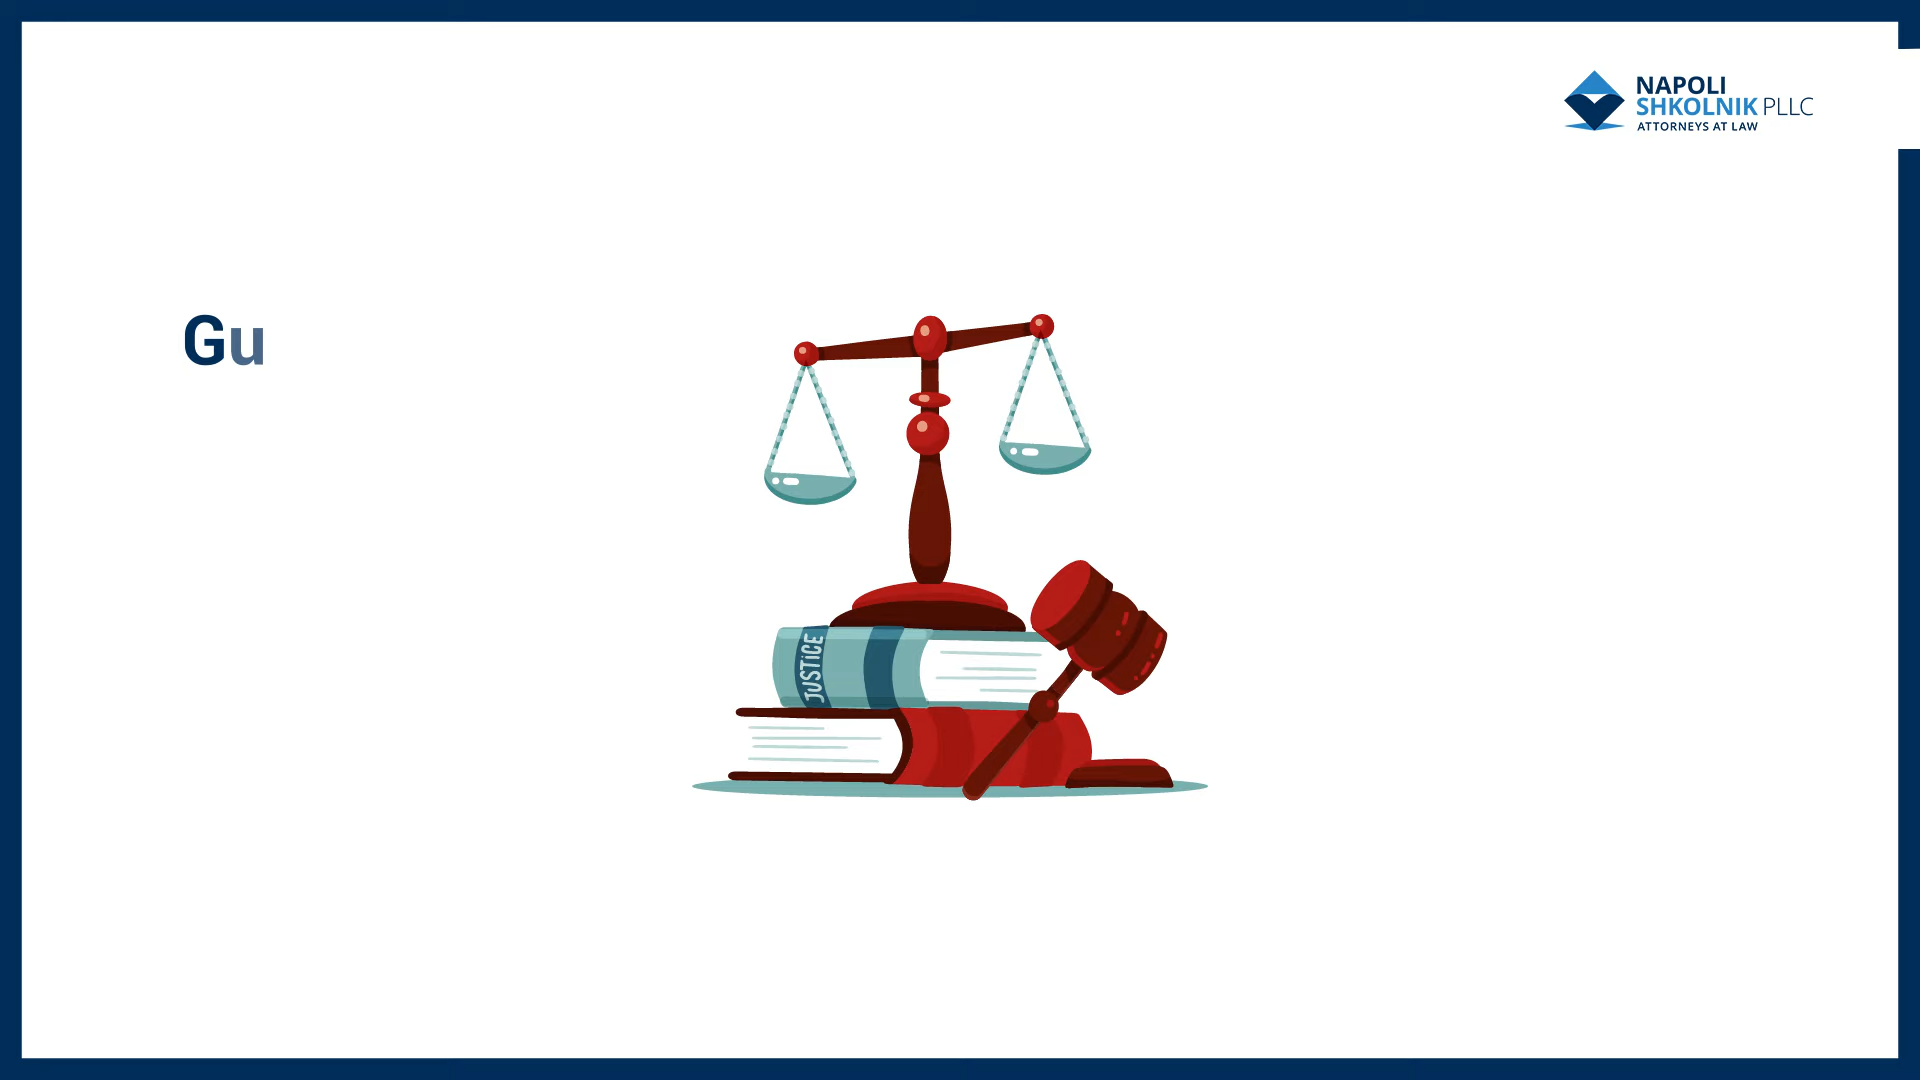 NAPOLI
SHKOLNIK PLLC
ATTORNEYS AT LAW
Gu
JUSTiCE